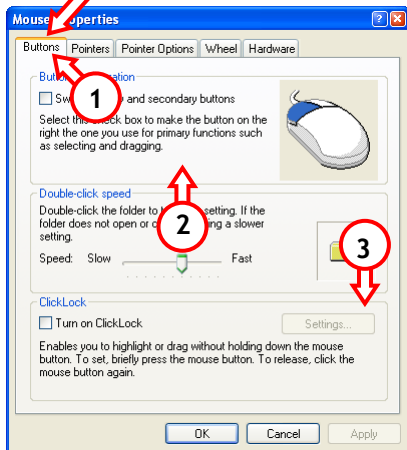 Mouse
Buttons Pointers Pointer Options Wheel Hardware
1
and secondary buttons
Select box to make the button on the
right the one you use for primary functions such
as selecting and dragging.
Double-click speed
Double-click the folder to setting. If the
folder does not open or a slower
setting.
2
3
Speed: Slow Fast
ClickLock
Turn on ClickLock
Settings...
Enables you to highlight or drag without holding down the mouse
button. To set, briefly press the mouse button. To release, click the
mouse button again.
OK Cancel Apply